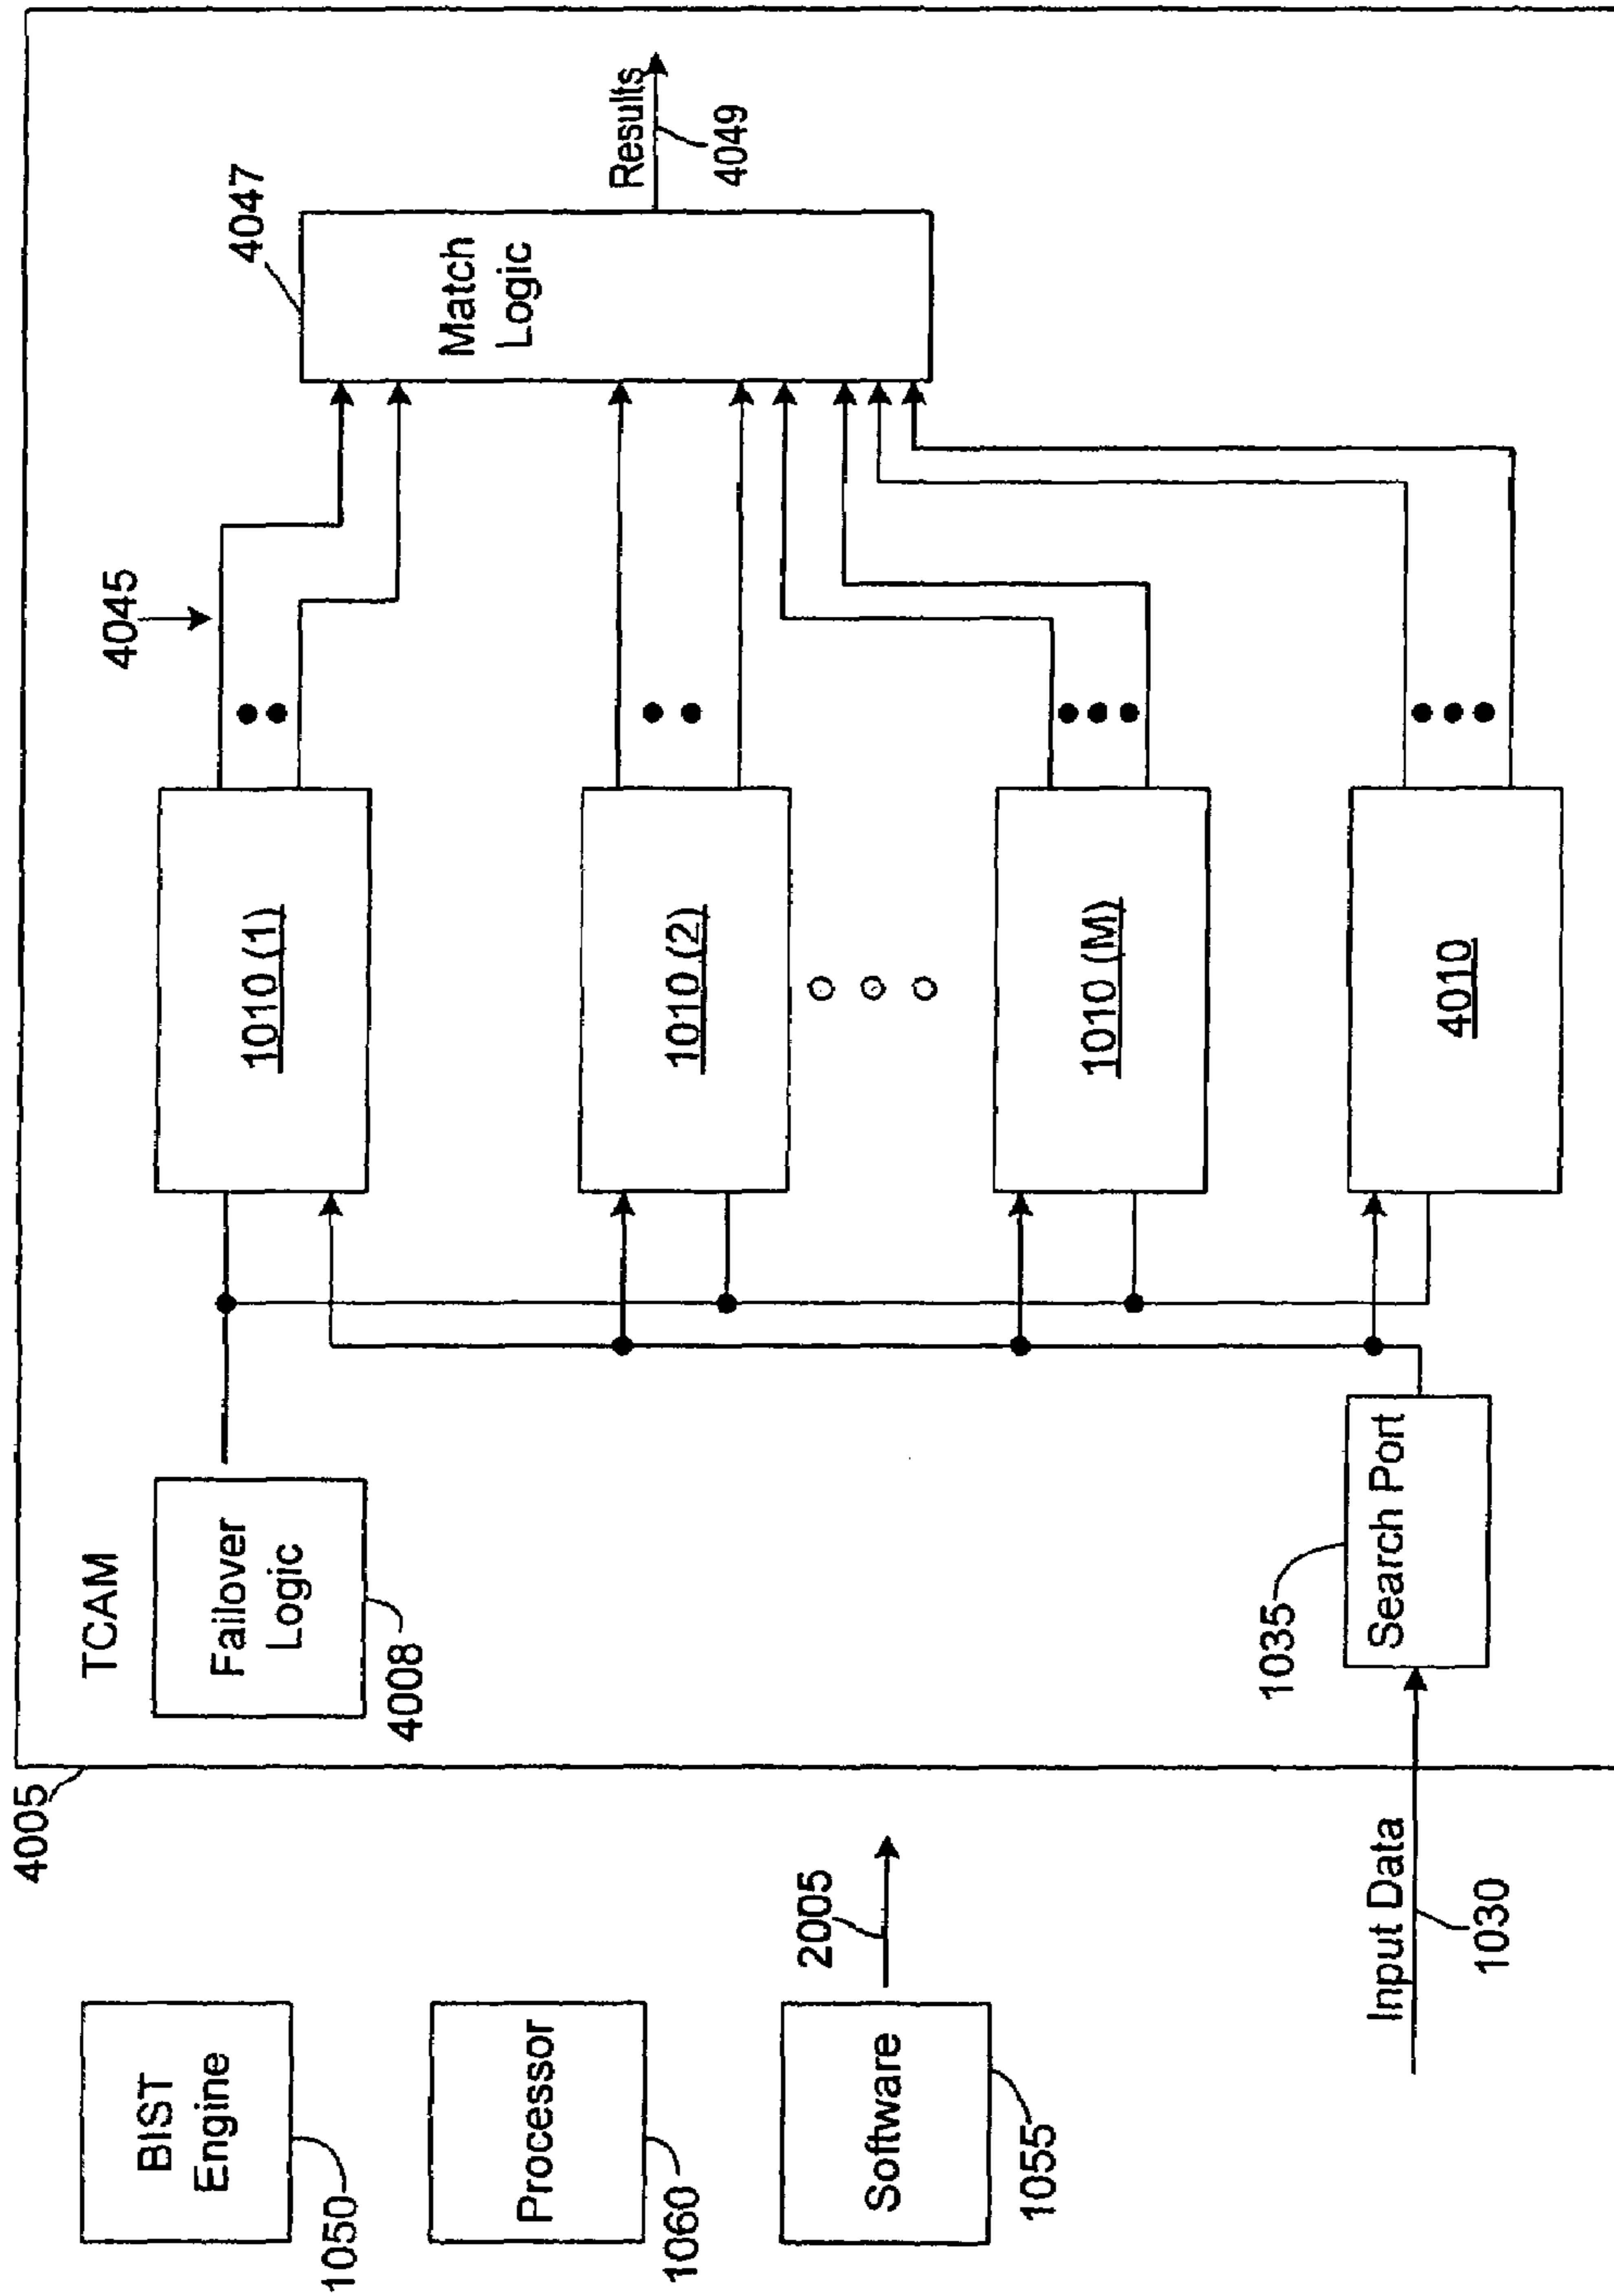 4005
TCAM
BIST
Engine
1050
Processor
1060
Software
1055
2005
Input Data
1030
Failover
Logic
4008
Search Port
1035
1010 (1)
1010 (2)
1010 (M)
4010
4045
Match
Logic
4047
Results
4049